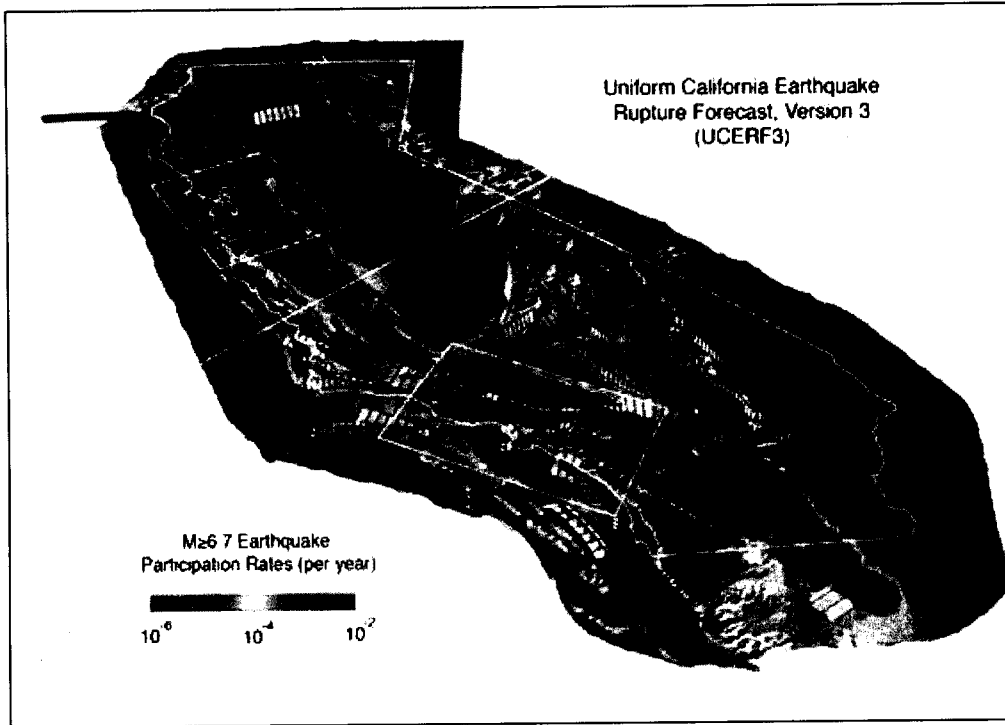 Uniform California Earthquake
Rupture Forecast, Version 3
(UCERF3)
M≥6 7 Earthquake
Participation Rates (per year)
10-6 10-4 10-2